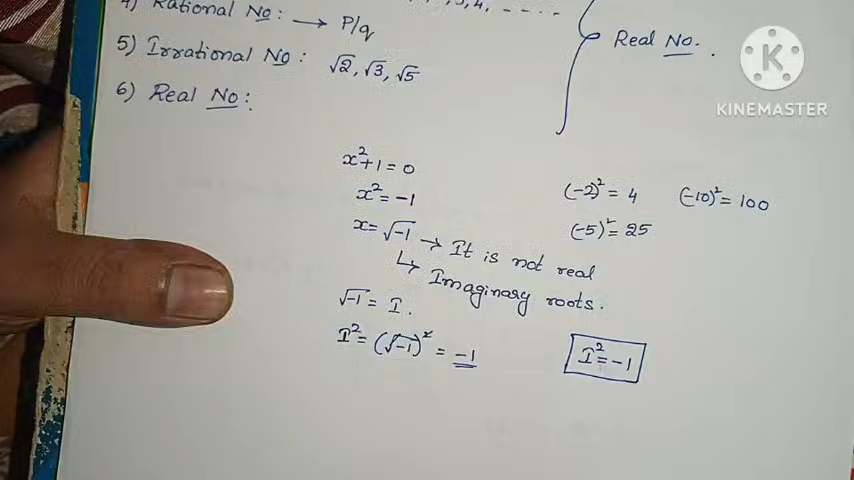 4) Rational No: → P/q
5) Irrational No: √2, √3, √5
6) Real No:
Real No.
K
KINEMASTER
x²+1=0
x²=-1
x=√-1 → It is not real
↳ Imaginary roots.
(-2)²=4 (-10)²=100
(-5)²=25
√-1 = I.
I²=(√-1)²=-1
I²=-1